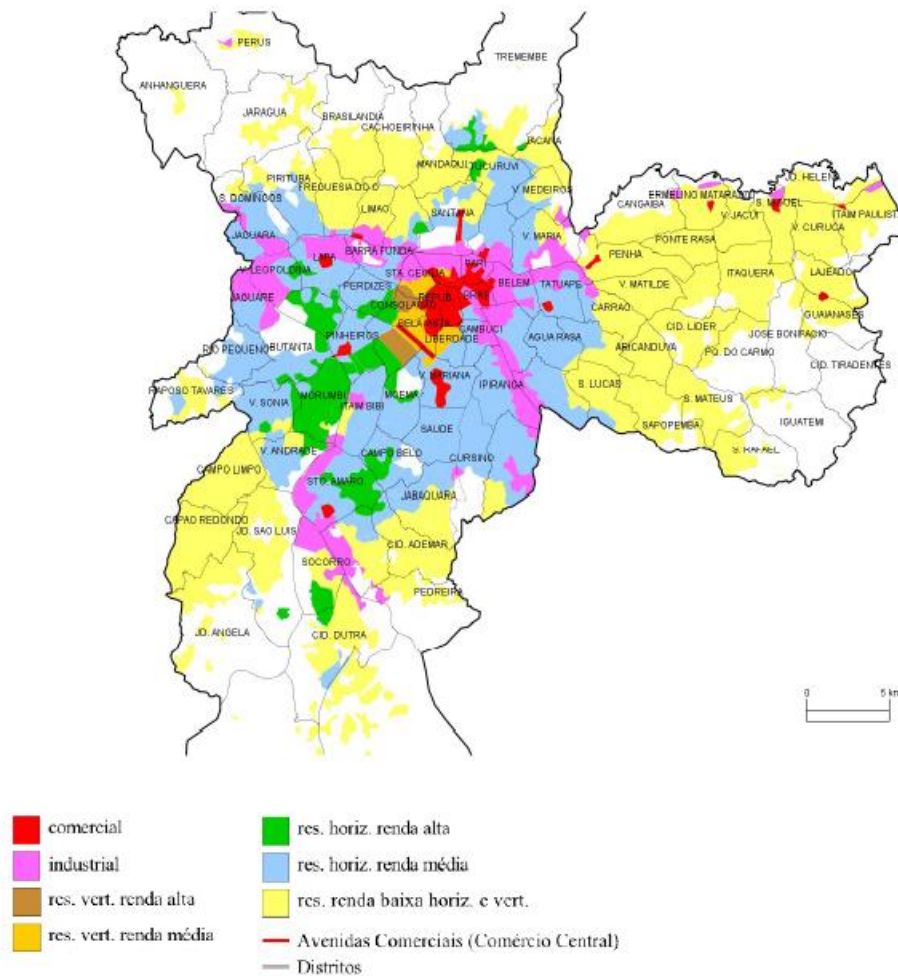 PERUS
TREMEMBE
ANHANGUERA
JARAGUA
BRASILANDIA
CACHOEIRINHA
JACANA
MANDAQUI
TUCURUVI
PIRITUBA
FREGUESIA DO O
V. MEDEIROS
S. DOMINGOS
LIMAO
JD. HELENA
ERMELINO MATARAZO
CANGAIBA
S. MIGUEL
SANTANA
V. JACUI
ITAIM PAULISTA
V. MARIA
V. CURUCA
JAGUARA
BARRA FUNDA
PONTE RASA
LAPA
PARI
PENHA
V. LEOPOLDINA
STA. CECILIA
ITAQUERA
LAJEADO
PERDIZES
BELEM
TATUAPE
V. MATILDE
JAGUARE
CONSOLACAO
REPUB.
BRAS
CARRAO
GUAIANASES
BELA VISTA
CAMBUCI
CID. LIDER
JOSE BONIFACIO
PINHEIROS
LIBERDADE
AGUA RASA
RIO PEQUENO
BUTANTA
ARICANDUVA
PQ. DO CARMO
CID. TIRADENTES
V. MARIANA
IPIRANGA
RAPOSO TAVARES
MORUMBI
MOEMA
S. LUCAS
V. SONIA
ITAIM BIBI
S. MATEUS
IGUATEMI
SAUDE
SAPOPEMBA
V. ANDRADE
CAMPO BELO
CURSINO
S. RAFAEL
CAMPO LIMPO
STO. AMARO
JABAQUARA
CAPAO REDONDO
JD. SAO LUIS
CID. ADEMAR
SOCORRO
PEDREIRA
JD. ANGELA
CID. DUTRA
0 5 km
comercial
industrial
res. vert. renda alta
res. vert. renda média
res. horiz. renda alta
res. horiz. renda média
res. renda baixa horiz. e vert.
Avenidas Comerciais (Comércio Central)
Distritos